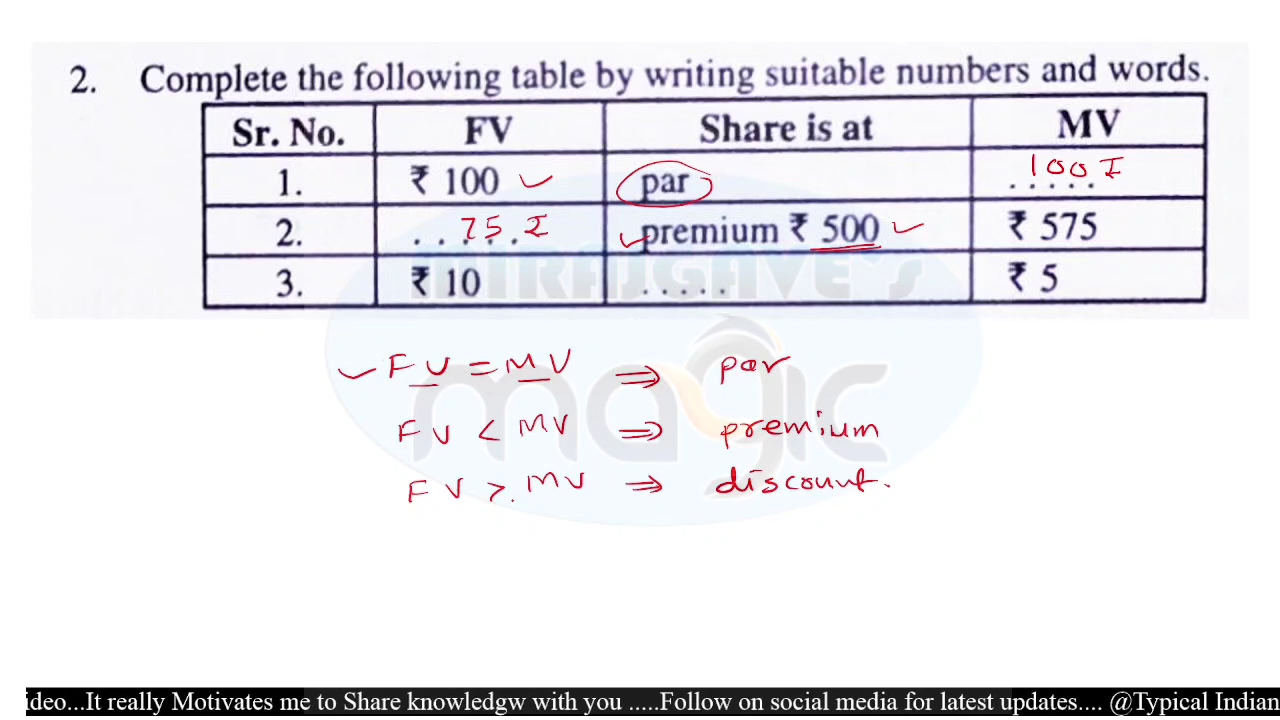 2. Complete the following table by writing suitable numbers and words.
Sr. No. FV Share is at MV
1. ₹ 100 par 100 ₹
2. 75 ₹ premium ₹ 500 ₹ 575
3. ₹ 10 ..... ₹ 5
MIRAJGAVE's
magic
FV = MV ⇒ par
FV < MV ⇒ premium
FV > MV ⇒ discount.
ideo...It really Motivates me to Share knowledgw with you .....Follow on social media for latest updates.... @Typical Indian